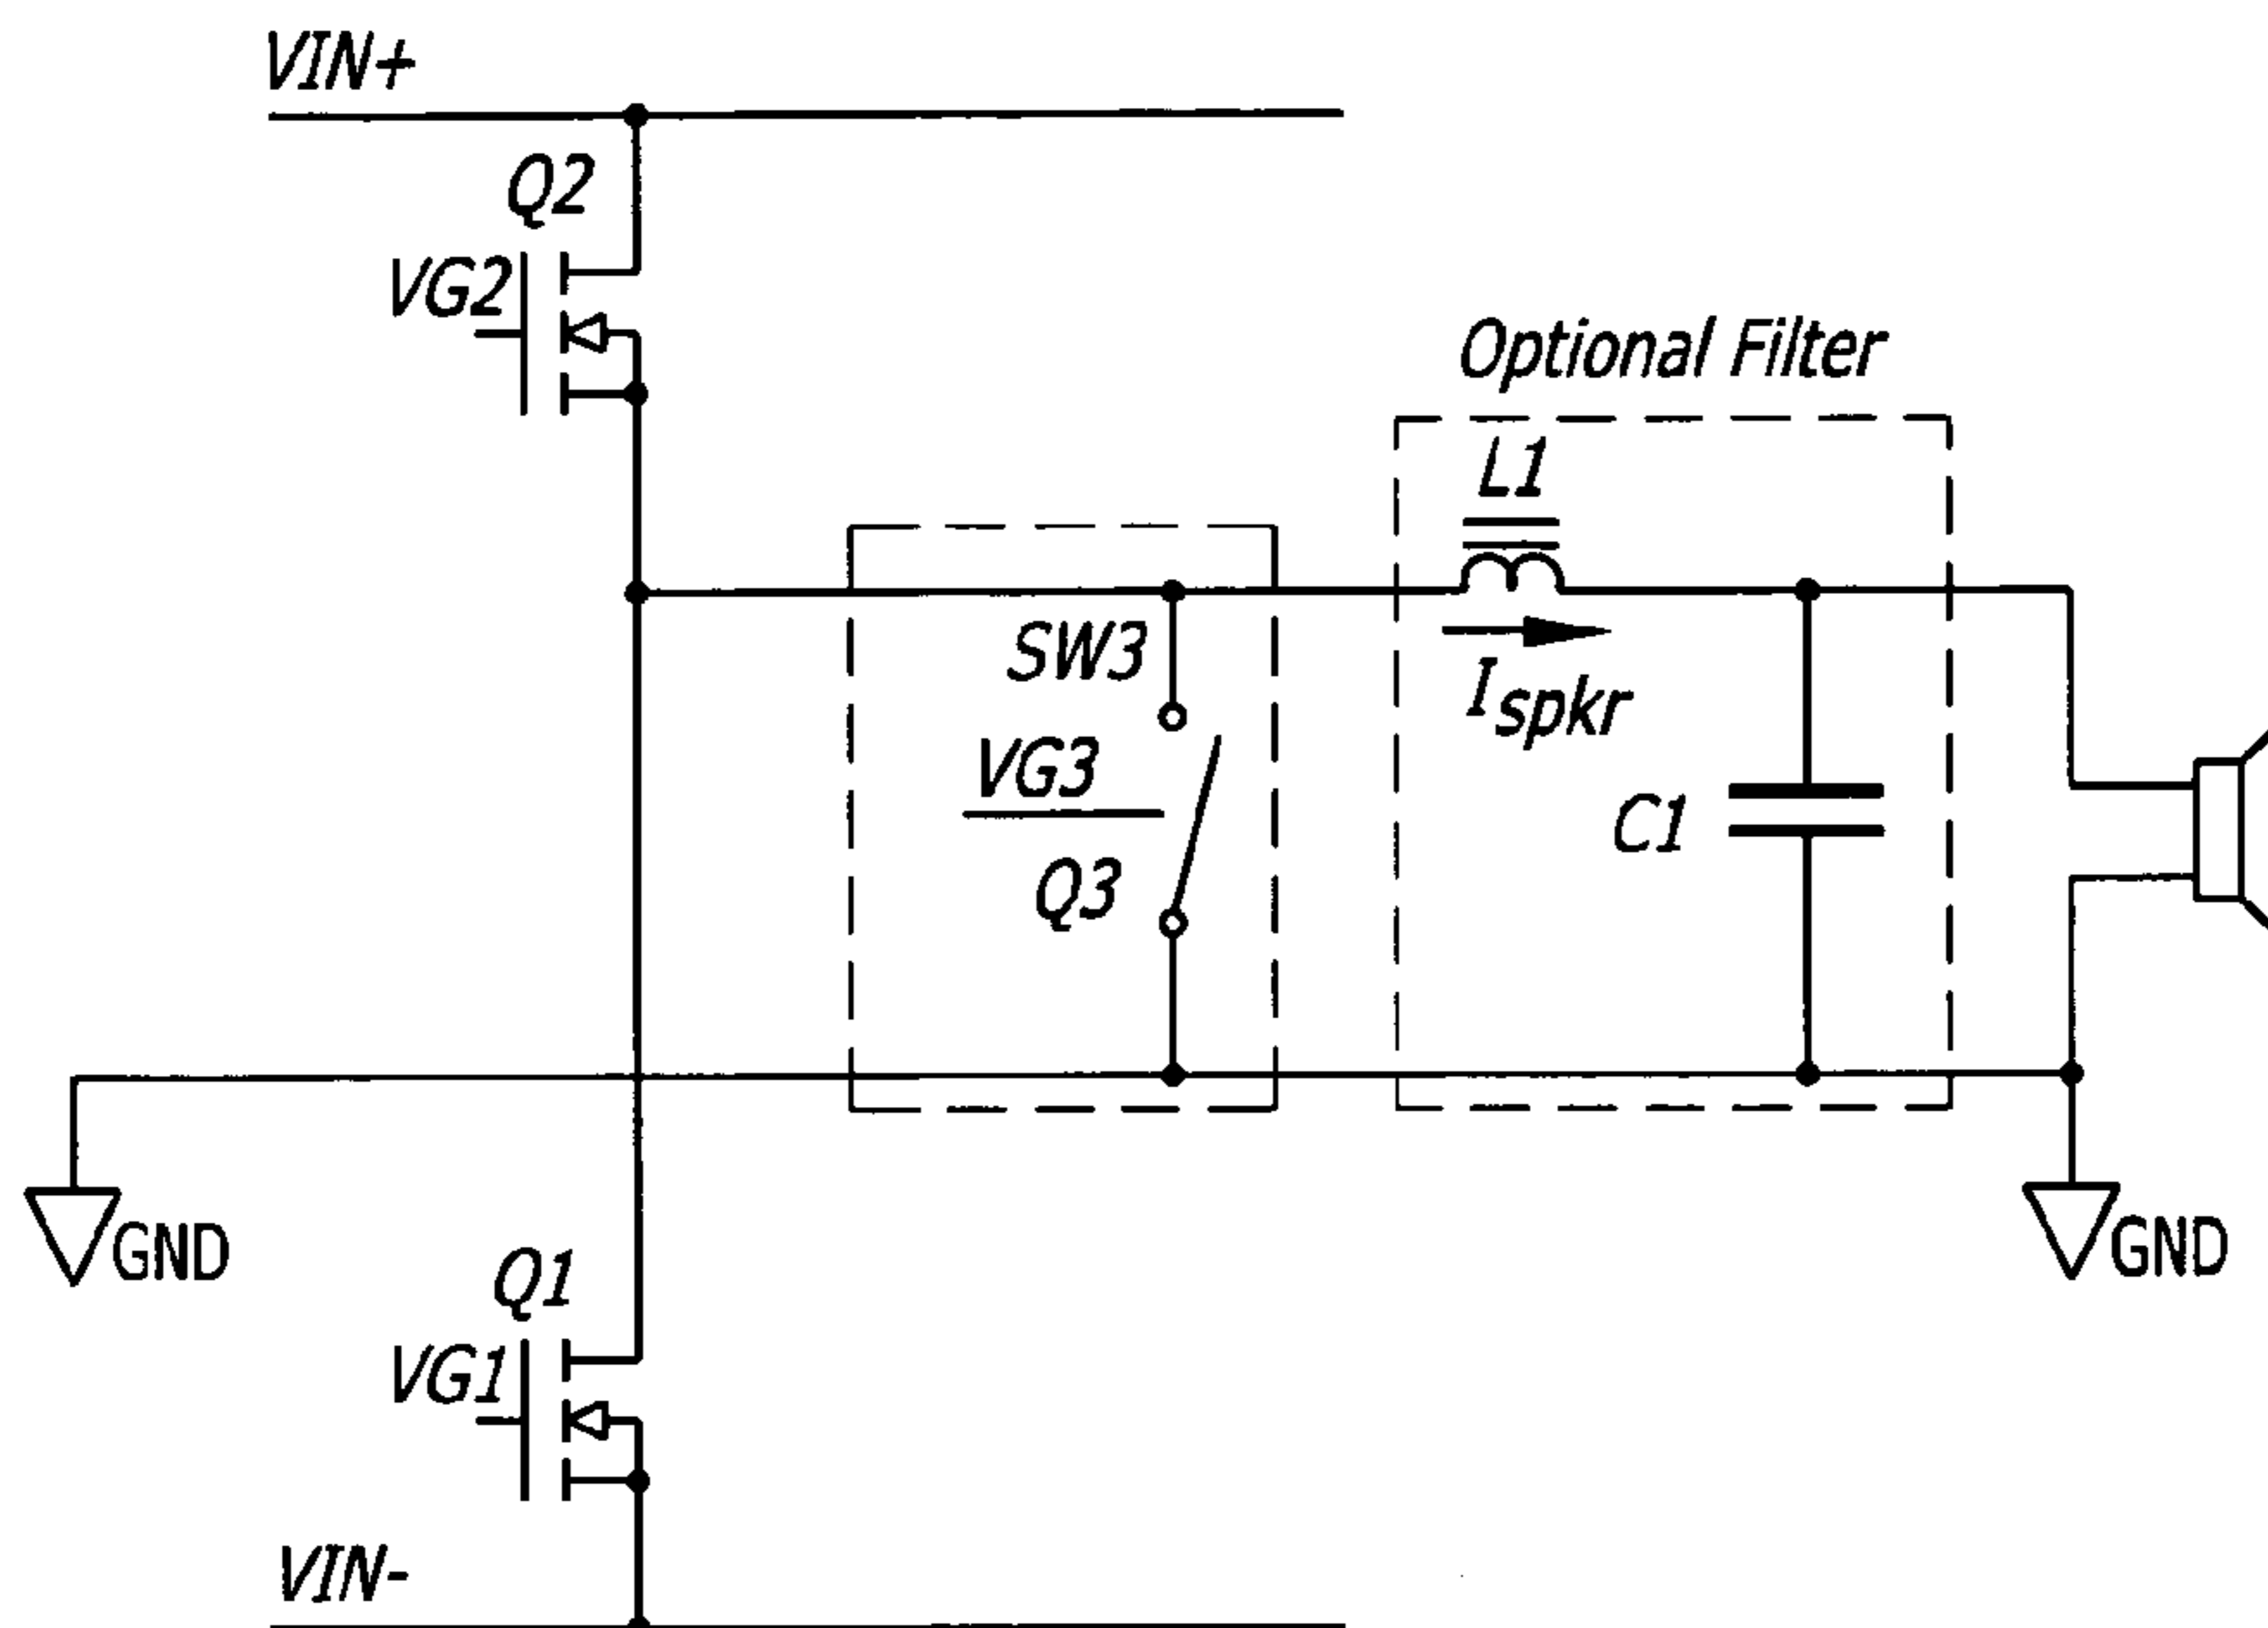 VIN+
Q2
VG2
Optional Filter
L1
SW3
Ispkr
VG3
C1
Q3
GND
GND
Q1
VG1
VIN-